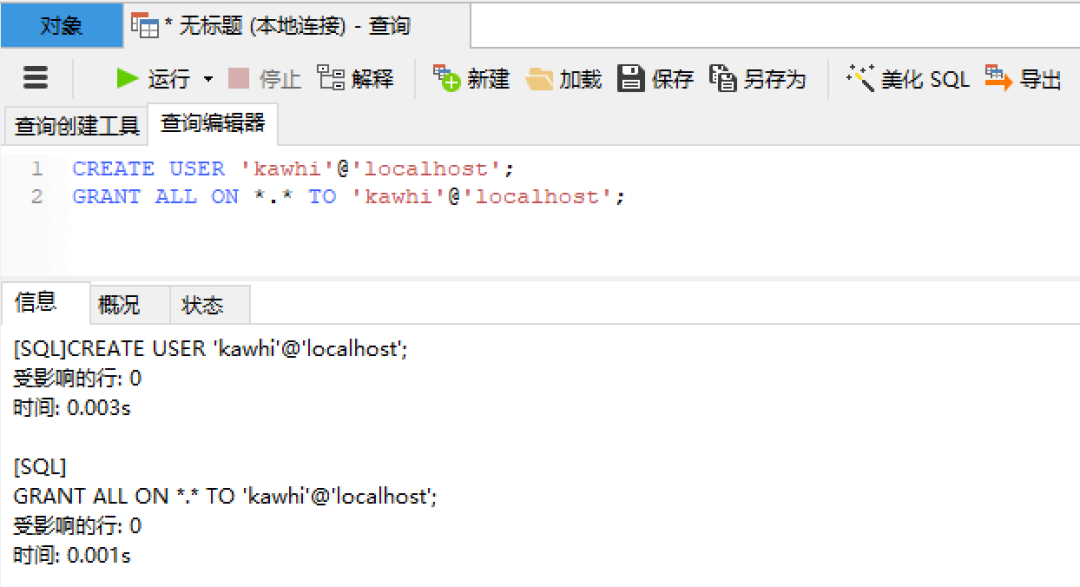 对象 * 无标题 (本地连接) - 查询
运行 停止 解释 新建 加载 保存 另存为 美化 SQL 导出
查询创建工具 查询编辑器
1 CREATE USER 'kawhi'@'localhost';
2 GRANT ALL ON *.* TO 'kawhi'@'localhost';
信息 概况 状态
[SQL]CREATE USER 'kawhi'@'localhost';
受影响的行: 0
时间: 0.003s
[SQL]
GRANT ALL ON *.* TO 'kawhi'@'localhost';
受影响的行: 0
时间: 0.001s